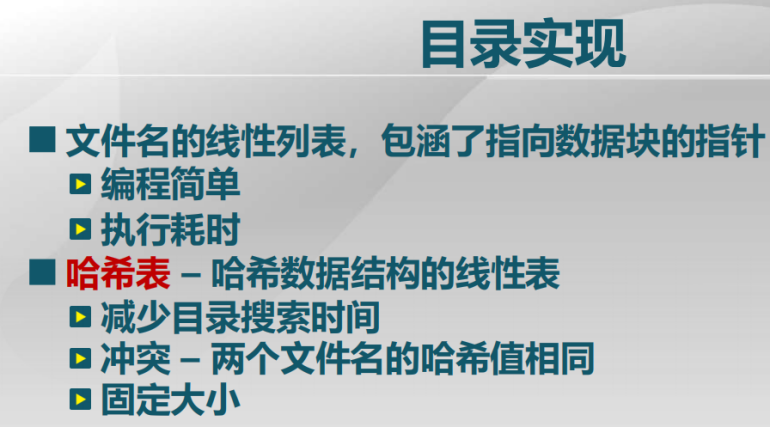 目录实现
文件名的线性列表，包涵了指向数据块的指针
编程简单
执行耗时
哈希表 – 哈希数据结构的线性表
减少目录搜索时间
冲突 – 两个文件名的哈希值相同
固定大小